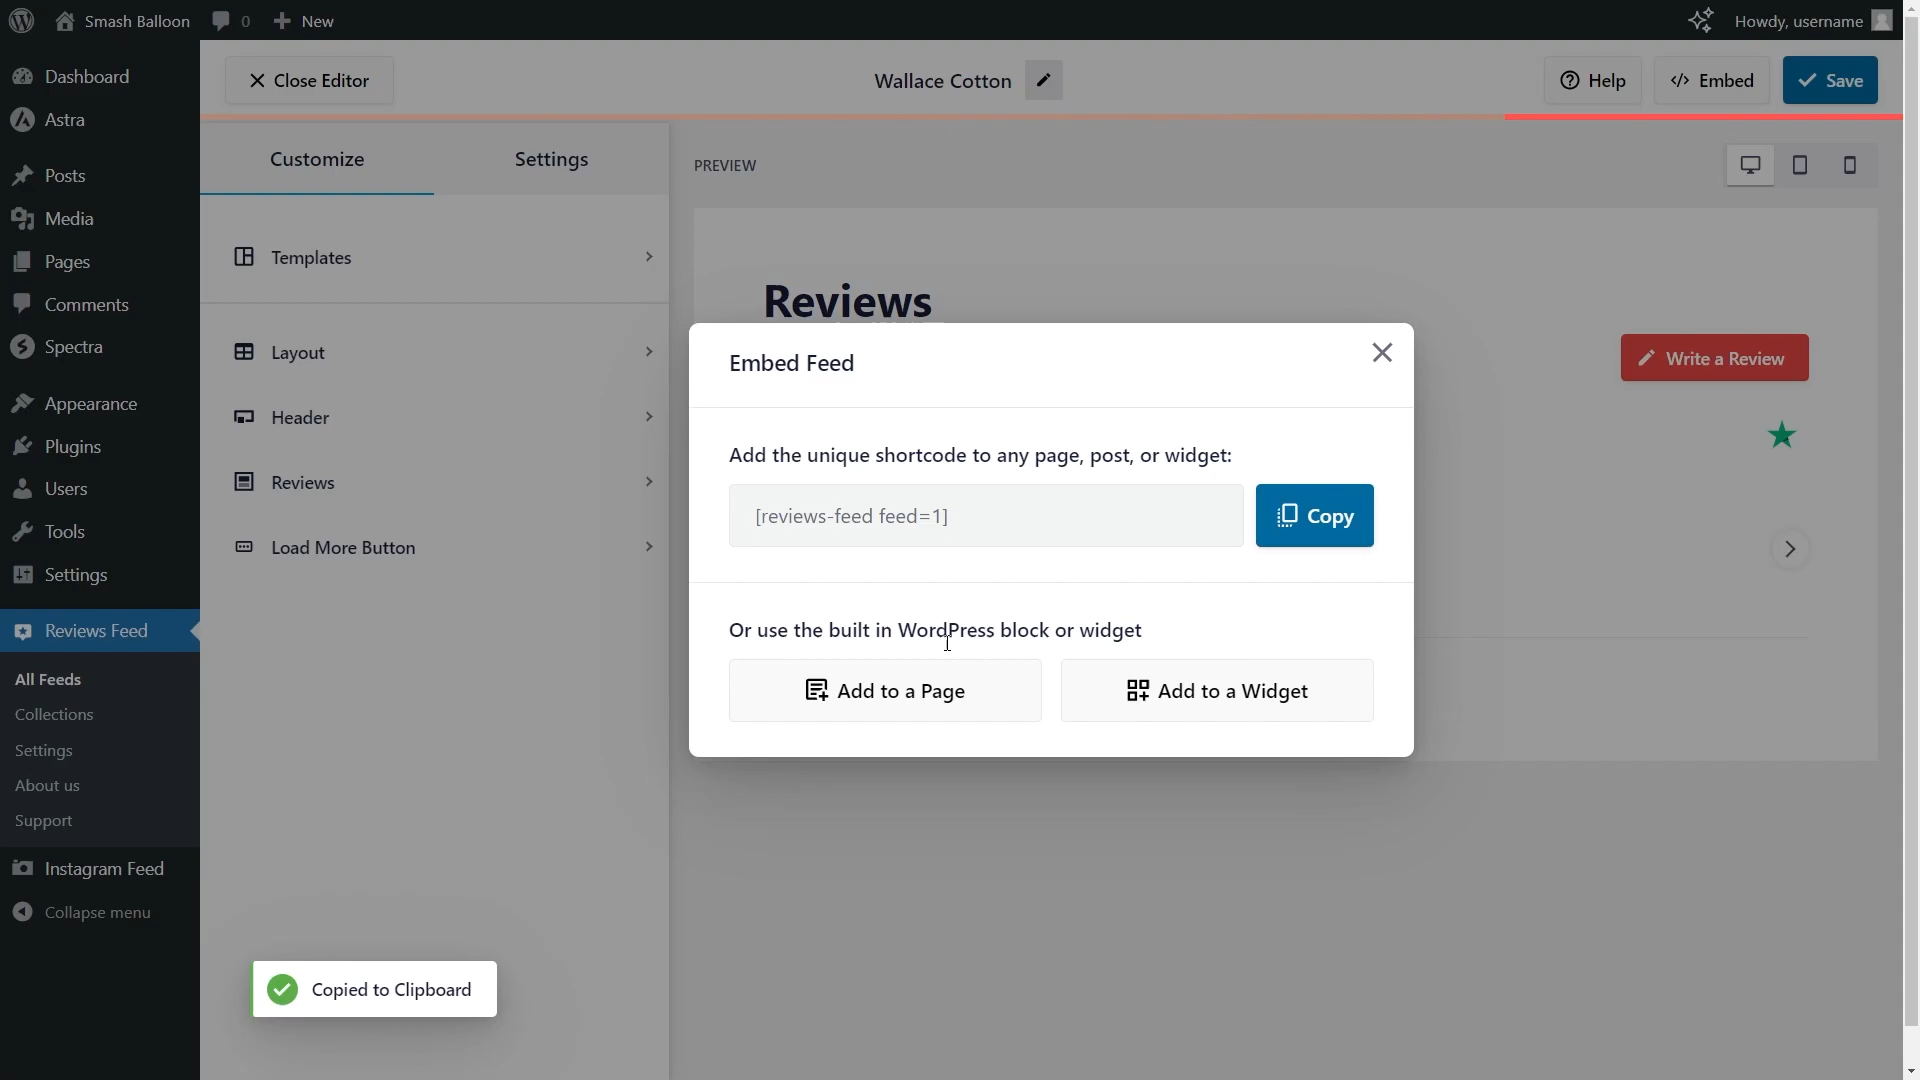 Smash Balloon
0
New
Howdy, username
Dashboard
Astra
Posts
Media
Pages
Comments
Spectra
Appearance
Plugins
Users
Tools
Settings
Reviews Feed
All Feeds
Collections
Settings
About us
Support
Instagram Feed
Collapse menu
Close Editor
Wallace Cotton
Help
Embed
Save
Customize
Settings
Templates
Layout
Header
Reviews
Load More Button
PREVIEW
Reviews
Write a Review
Embed Feed
Add the unique shortcode to any page, post, or widget:
[reviews-feed feed=1]
Copy
Or use the built in WordPress block or widget
Add to a Page
Add to a Widget
Copied to Clipboard